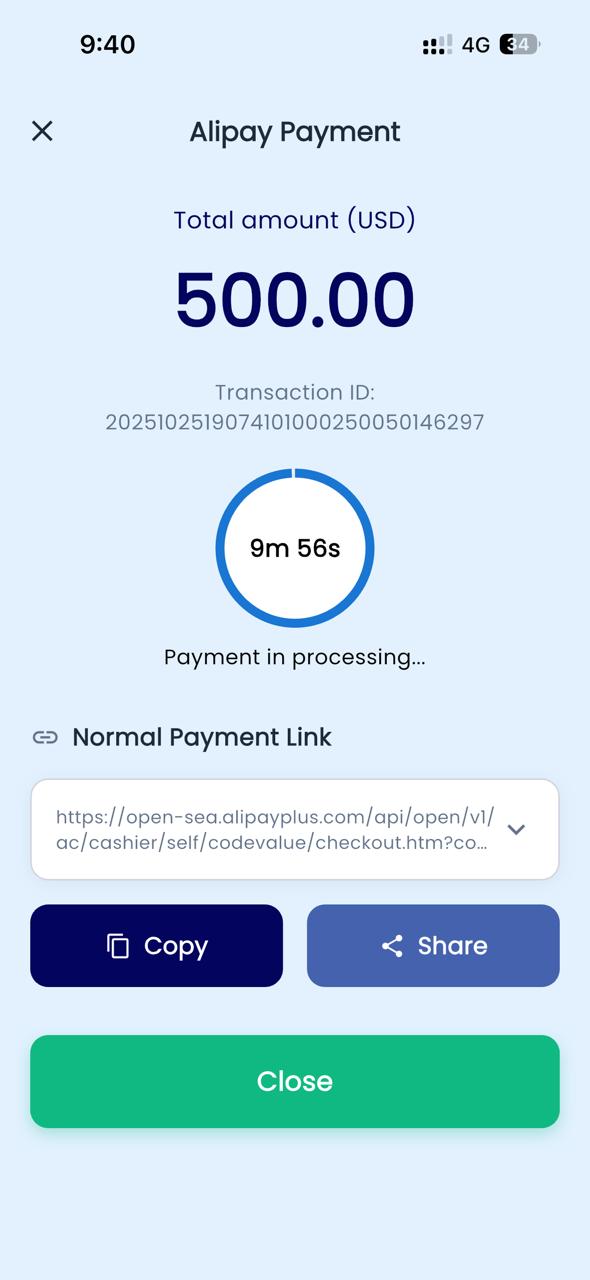 9:40
4G 34
Alipay Payment
Total amount (USD)
500.00
Transaction ID:
2025102519074101000250050146297
9m 56s
Payment in processing...
Normal Payment Link
https://open-sea.alipayplus.com/api/open/v1/
ac/cashier/self/codevalue/checkout.htm?co...
Copy
Share
Close